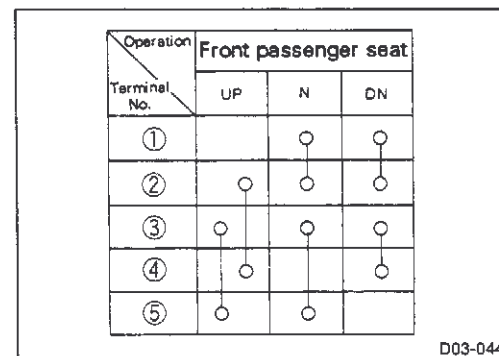 Operation
Front passenger seat
Terminal
No.
UP N DN
①
②
③
④
⑤
D03-044